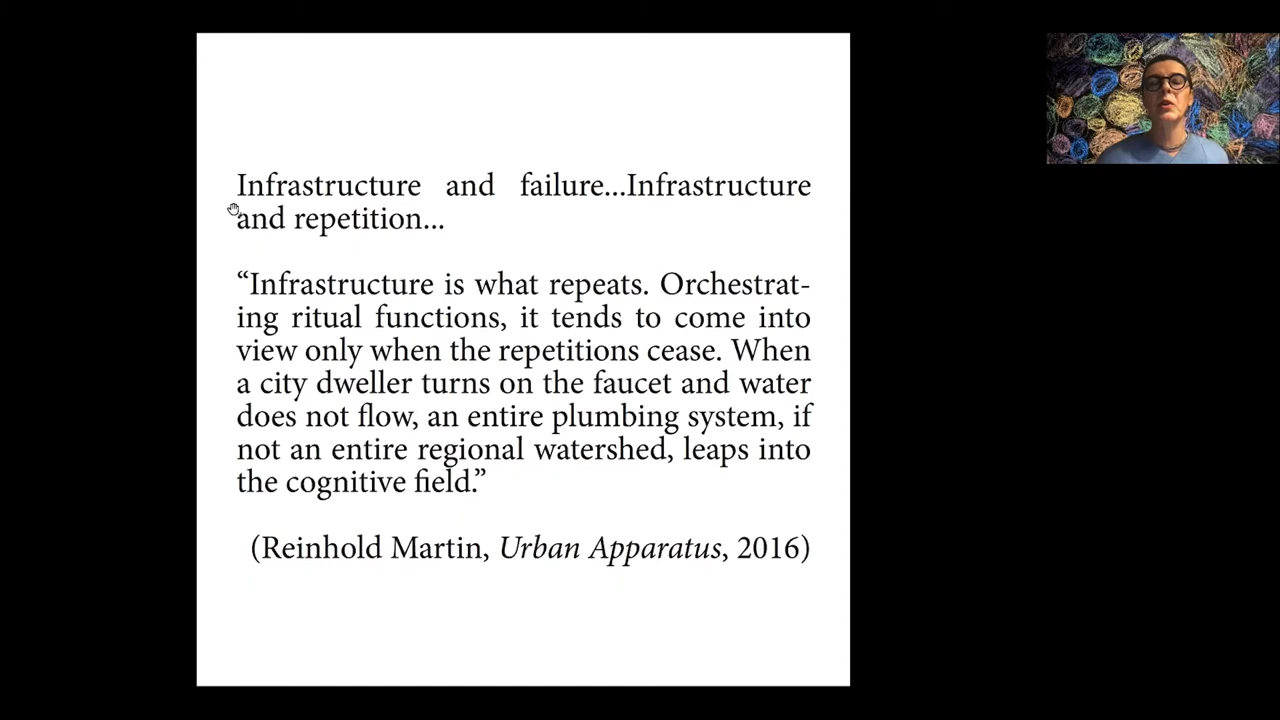 Infrastructure and failure...Infrastructure
and repetition...
“Infrastructure is what repeats. Orchestrat-
ing ritual functions, it tends to come into
view only when the repetitions cease. When
a city dweller turns on the faucet and water
does not flow, an entire plumbing system, if
not an entire regional watershed, leaps into
the cognitive field.”
(Reinhold Martin, Urban Apparatus, 2016)